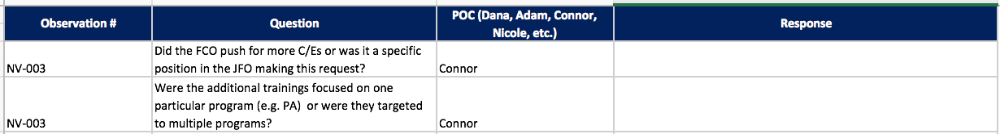 Observation # Question POC (Dana, Adam, Connor, Nicole, etc.) Response
NV-003 Did the FCO push for more C/Es or was it a specific
position in the JFO making this request? Connor
NV-003 Were the additional trainings focused on one
particular program (e.g. PA)  or were they targeted
to multiple programs? Connor